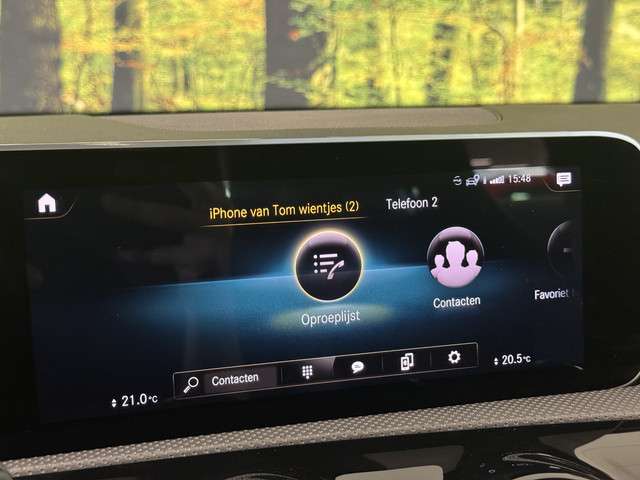 15:48
iPhone van Tom wientjes (2)
Telefoon 2
Oproeplijst
Contacten
Favoriet
Contacten
21.0°C
20.5°C